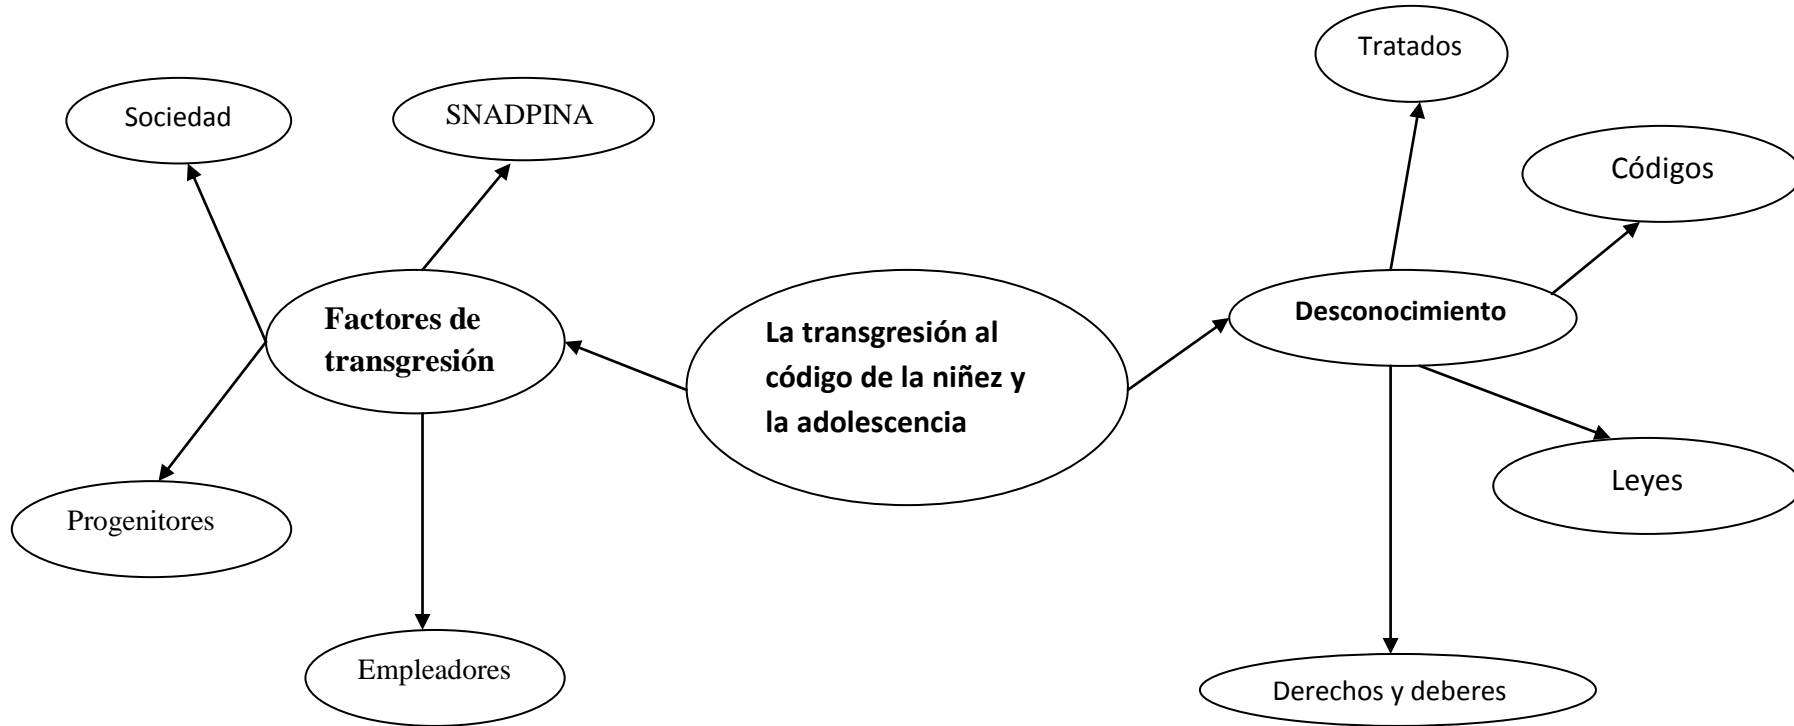 Tratados
Sociedad
SNADPINA
Códigos
Factores de
transgresión
La transgresión al
código de la niñez y
la adolescencia
Desconocimiento
Progenitores
Leyes
Empleadores
Derechos y deberes